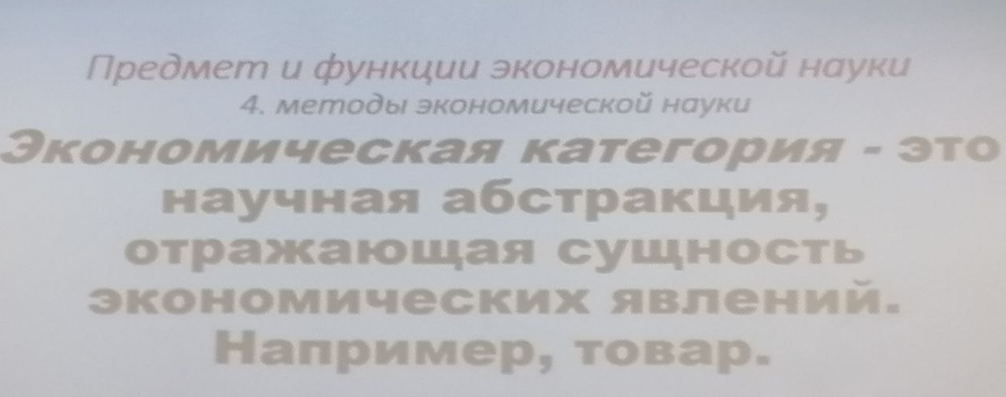 Предмет и функции экономической науки
4. методы экономической науки
Экономическая категория - это
научная абстракция,
отражающая сущность
экономических явлений.
Например, товар.